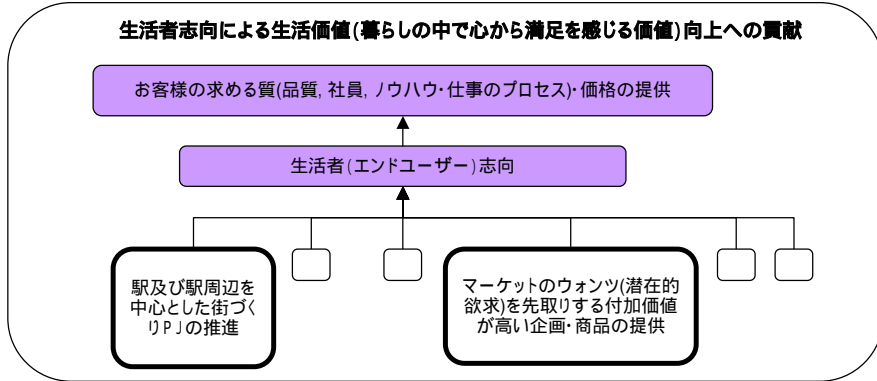 生活者志向による生活価値(暮らしの中で心から満足を感じる価値)向上への貢献
お客様の求める質(品質, 社員, ノウハウ・仕事のプロセス)・価格の提供
生活者(エンドユーザー)志向
駅及び駅周辺を
中心とした街づく
りPJの推進
マーケットのウォンツ(潜在的
欲求)を先取りする付加価値
が高い企画・商品の提供